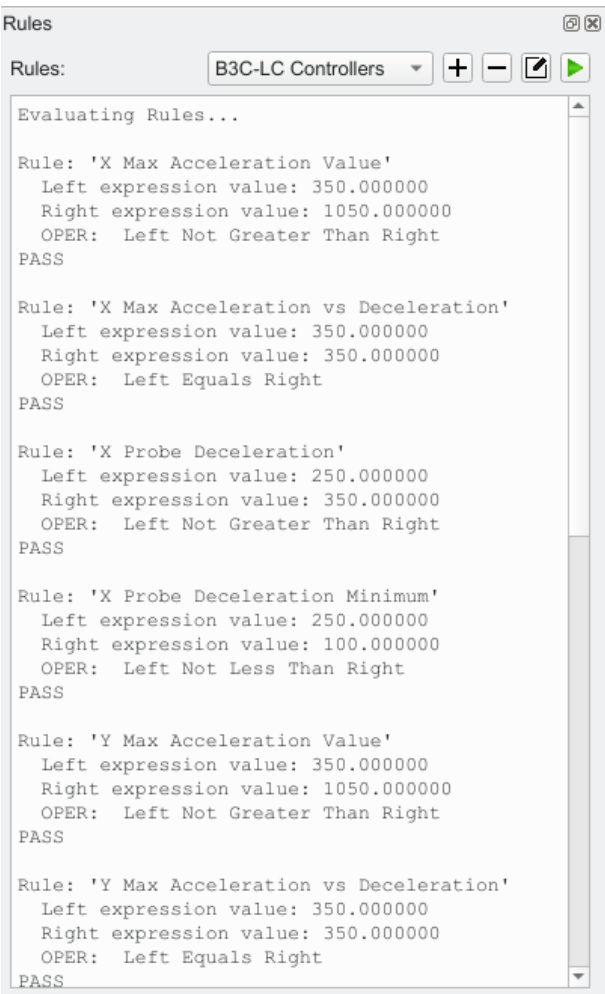 Rules
Rules:
B3C-LC Controllers
Evaluating Rules...
Rule: 'X Max Acceleration Value'
Left expression value: 350.000000
Right expression value: 1050.000000
OPER:  Left Not Greater Than Right
PASS
Rule: 'X Max Acceleration vs Deceleration'
Left expression value: 350.000000
Right expression value: 350.000000
OPER:  Left Equals Right
PASS
Rule: 'X Probe Deceleration'
Left expression value: 250.000000
Right expression value: 350.000000
OPER:  Left Not Greater Than Right
PASS
Rule: 'X Probe Deceleration Minimum'
Left expression value: 250.000000
Right expression value: 100.000000
OPER:  Left Not Less Than Right
PASS
Rule: 'Y Max Acceleration Value'
Left expression value: 350.000000
Right expression value: 1050.000000
OPER:  Left Not Greater Than Right
PASS
Rule: 'Y Max Acceleration vs Deceleration'
Left expression value: 350.000000
Right expression value: 350.000000
OPER:  Left Equals Right
PASS